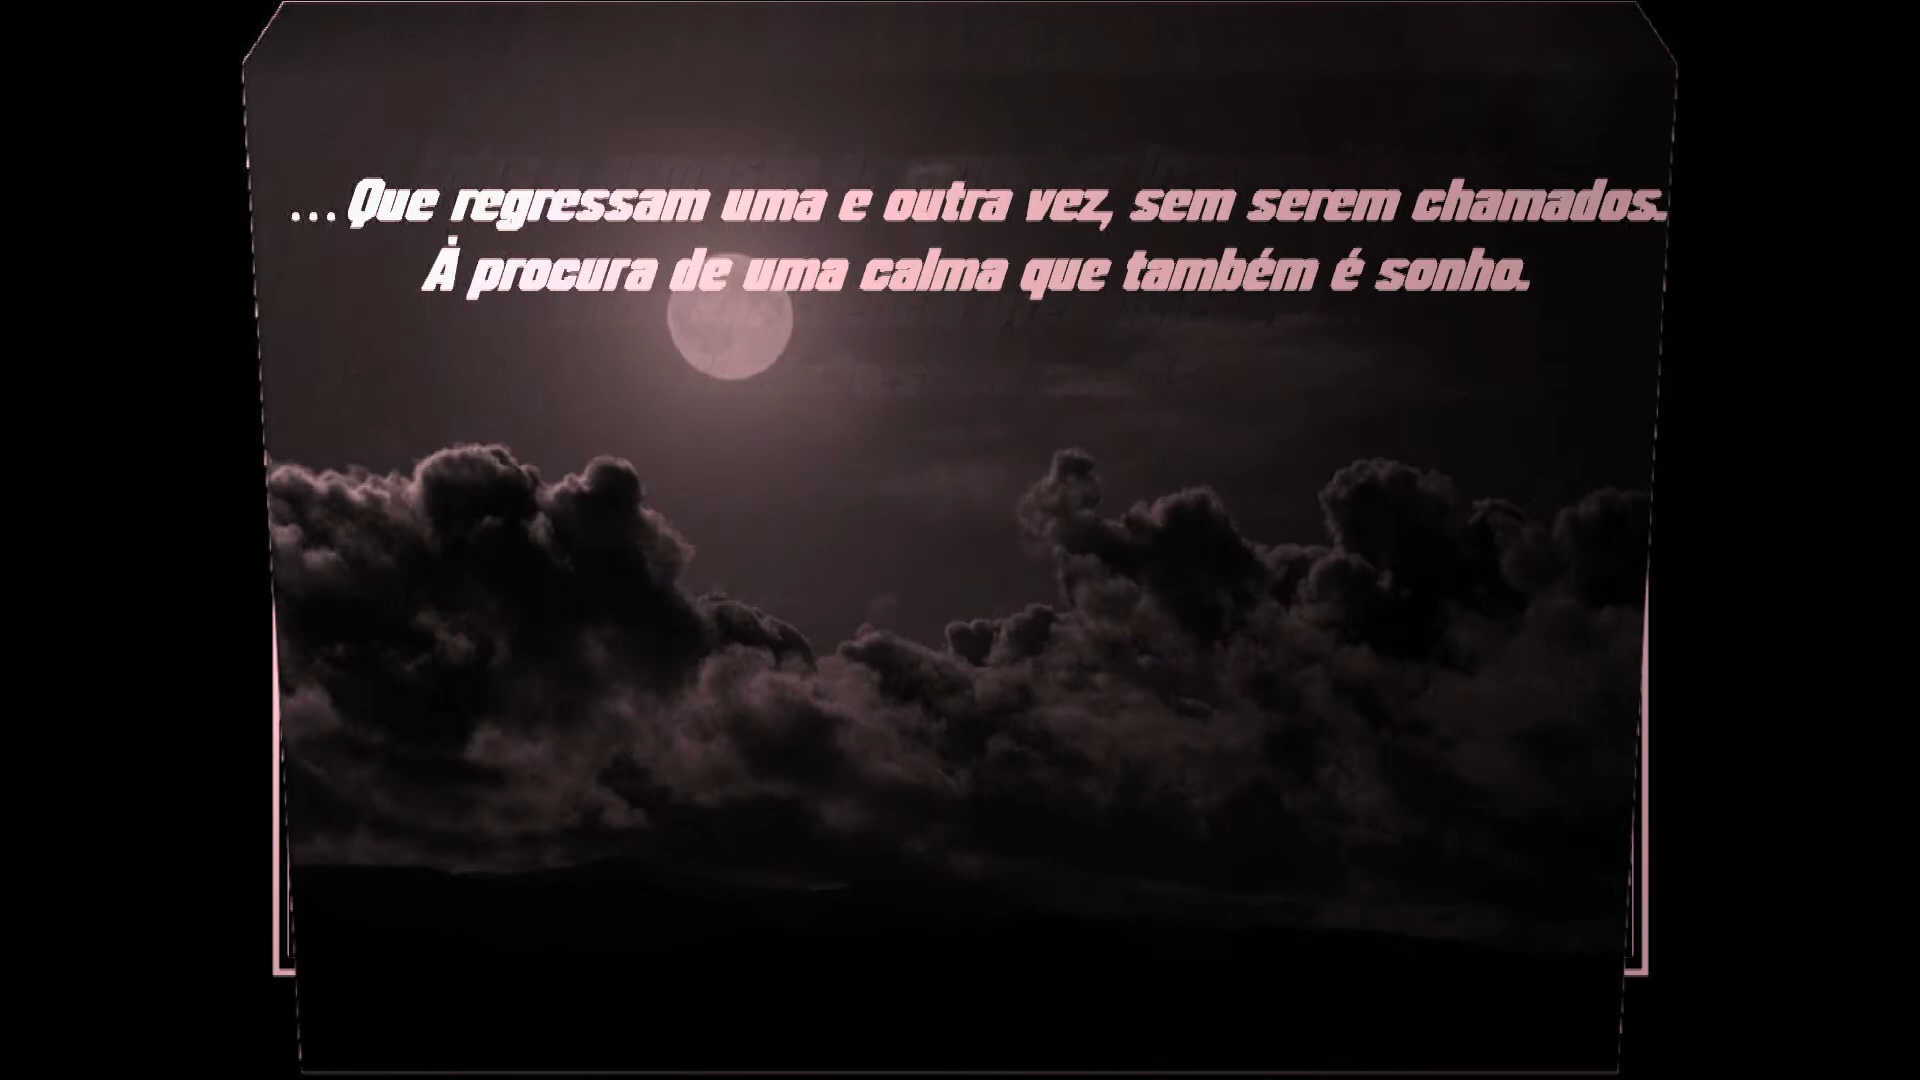 ...Que regressam uma e outra vez, sem serem chamados.
À procura de uma calma que também é sonho.